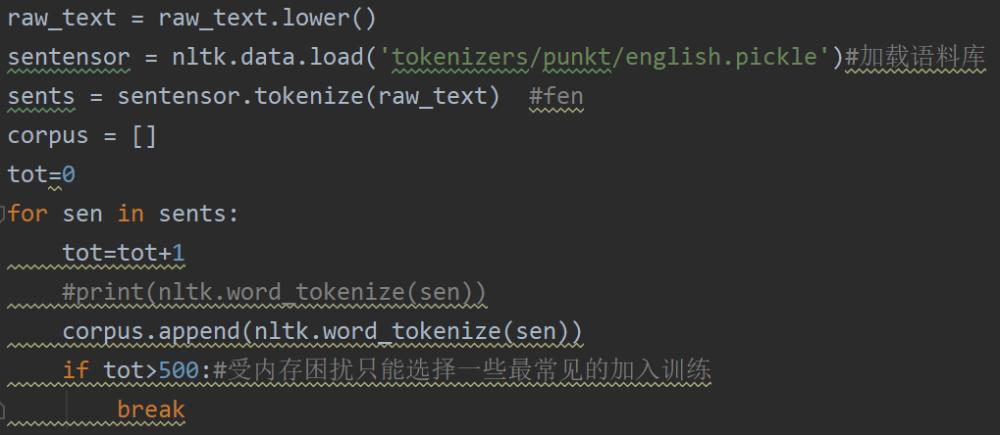 raw_text = raw_text.lower()
sentensor = nltk.data.load('tokenizers/punkt/english.pickle')#加载语料库
sents = sentensor.tokenize(raw_text)  #fen
corpus = []
tot=0
for sen in sents:
    tot=tot+1
    #print(nltk.word_tokenize(sen))
    corpus.append(nltk.word_tokenize(sen))
    if tot>500:#受内存困扰只能选择一些最常见的加入训练
        break